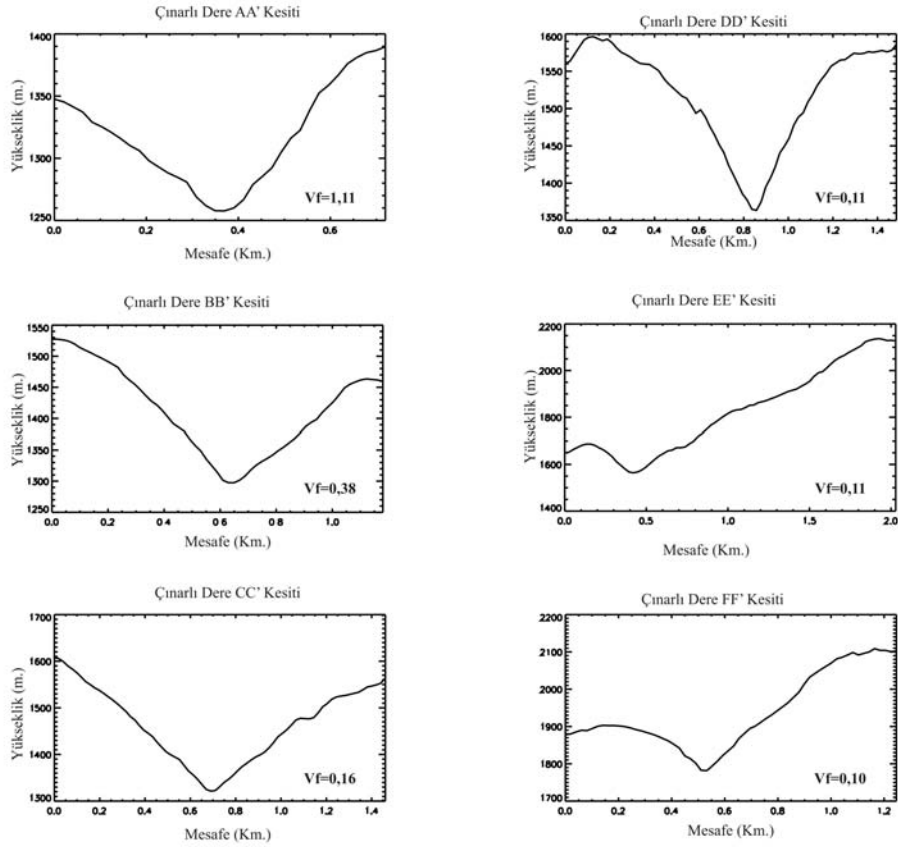 Çınarlı Dere AA' Kesiti
Yükseklik (m.)
1400
1350
1300
1250
Vf=1,11
0.0 0.2 0.4 0.6
Mesafe (Km.)
Çınarlı Dere DD' Kesiti
Yükseklik (m.)
1600
1550
1500
1450
1400
1350
Vf=0,11
0.0 0.2 0.4 0.6 0.8 1.0 1.2 1.4
Mesafe (Km.)
Çınarlı Dere BB' Kesiti
Yükseklik (m.)
1550
1500
1450
1400
1350
1300
1250
Vf=0,38
0.0 0.2 0.4 0 6 0 8 1.0
Mesafe (Km.)
Çınarlı Dere EE' Kesiti
Yükseklik (m.)
2200
2000
1800
1600
1400
Vf=0,11
0.0 0.5 1.0 1.5 2.0
Mesafe (Km.)
Çınarlı Dere CC' Kesiti
Yükseklik (m.)
1700
1600
1500
1400
1300
Vf=0,16
0.0 0.2 0.4 0.6 0.8 1.0 1.2 1.4
Mesafe (Km.)
Çınarlı Dere FF' Kesiti
Yükseklik (m.)
2200
2100
2000
1900
1800
1700
Vf=0,10
0.0 0.2 0.4 0.6 0.8 1.0 1.2
Mesafe (Km.)